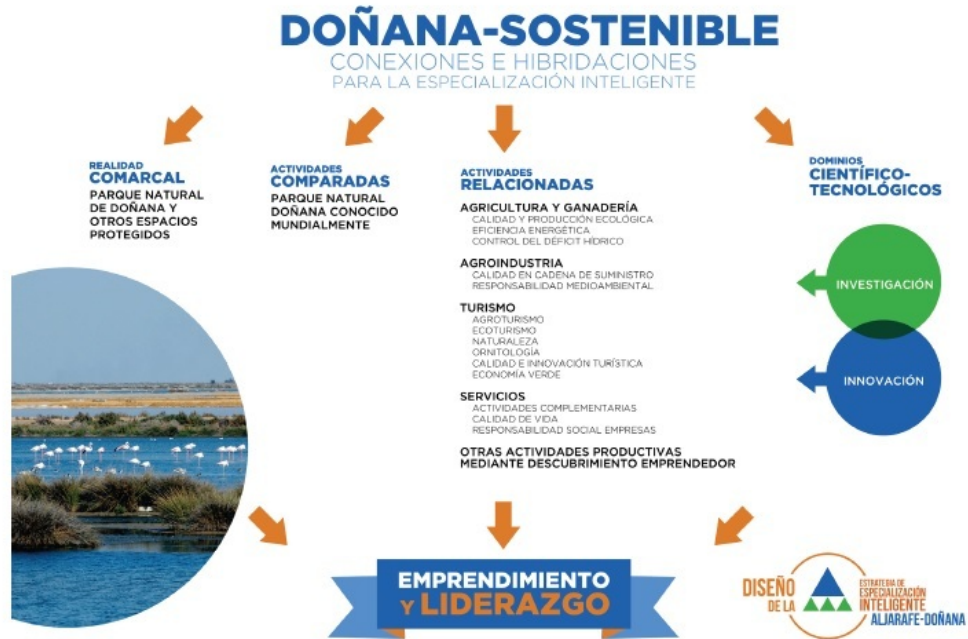 DOÑANA-SOSTENIBLE
CONEXIONES E HIBRIDACIONES
PARA LA ESPECIALIZACIÓN INTELIGENTE
REALIDAD
COMARCAL
PARQUE NATURAL
DE DOÑANA Y
OTROS ESPACIOS
PROTEGIDOS
ACTIVIDADES
COMPARADAS
PARQUE NATURAL
DOÑANA CONOCIDO
MUNDIALMENTE
ACTIVIDADES
RELACIONADAS
AGRICULTURA Y GANADERÍA
CALIDAD Y PRODUCCIÓN ECOLÓGICA
EFICIENCIA ENERGÉTICA
CONTROL DEL DÉFICIT HÍDRICO
AGROINDUSTRIA
CALIDAD EN CADENA DE SUMINISTRO
RESPONSABILIDAD MEDIOAMBIENTAL
TURISMO
AGROTURISMO
ECOTURISMO
NATURALEZA
ORNITOLOGÍA
CALIDAD E INNOVACIÓN TURÍSTICA
ECONOMÍA VERDE
SERVICIOS
ACTIVIDADES COMPLEMENTARIAS
CALIDAD DE VIDA
RESPONSABILIDAD SOCIAL EMPRESAS
OTRAS ACTIVIDADES PRODUCTIVAS
MEDIANTE DESCUBRIMIENTO EMPRENDEDOR
DOMINIOS
CIENTÍFICO-
TECNOLÓGICOS
INVESTIGACIÓN
INNOVACIÓN
EMPRENDIMIENTO
Y LIDERAZGO
DISEÑO
DE LA
ESTRATEGIA DE
ESPECIALIZACIÓN
INTELIGENTE
ALJARAFE-DOÑANA